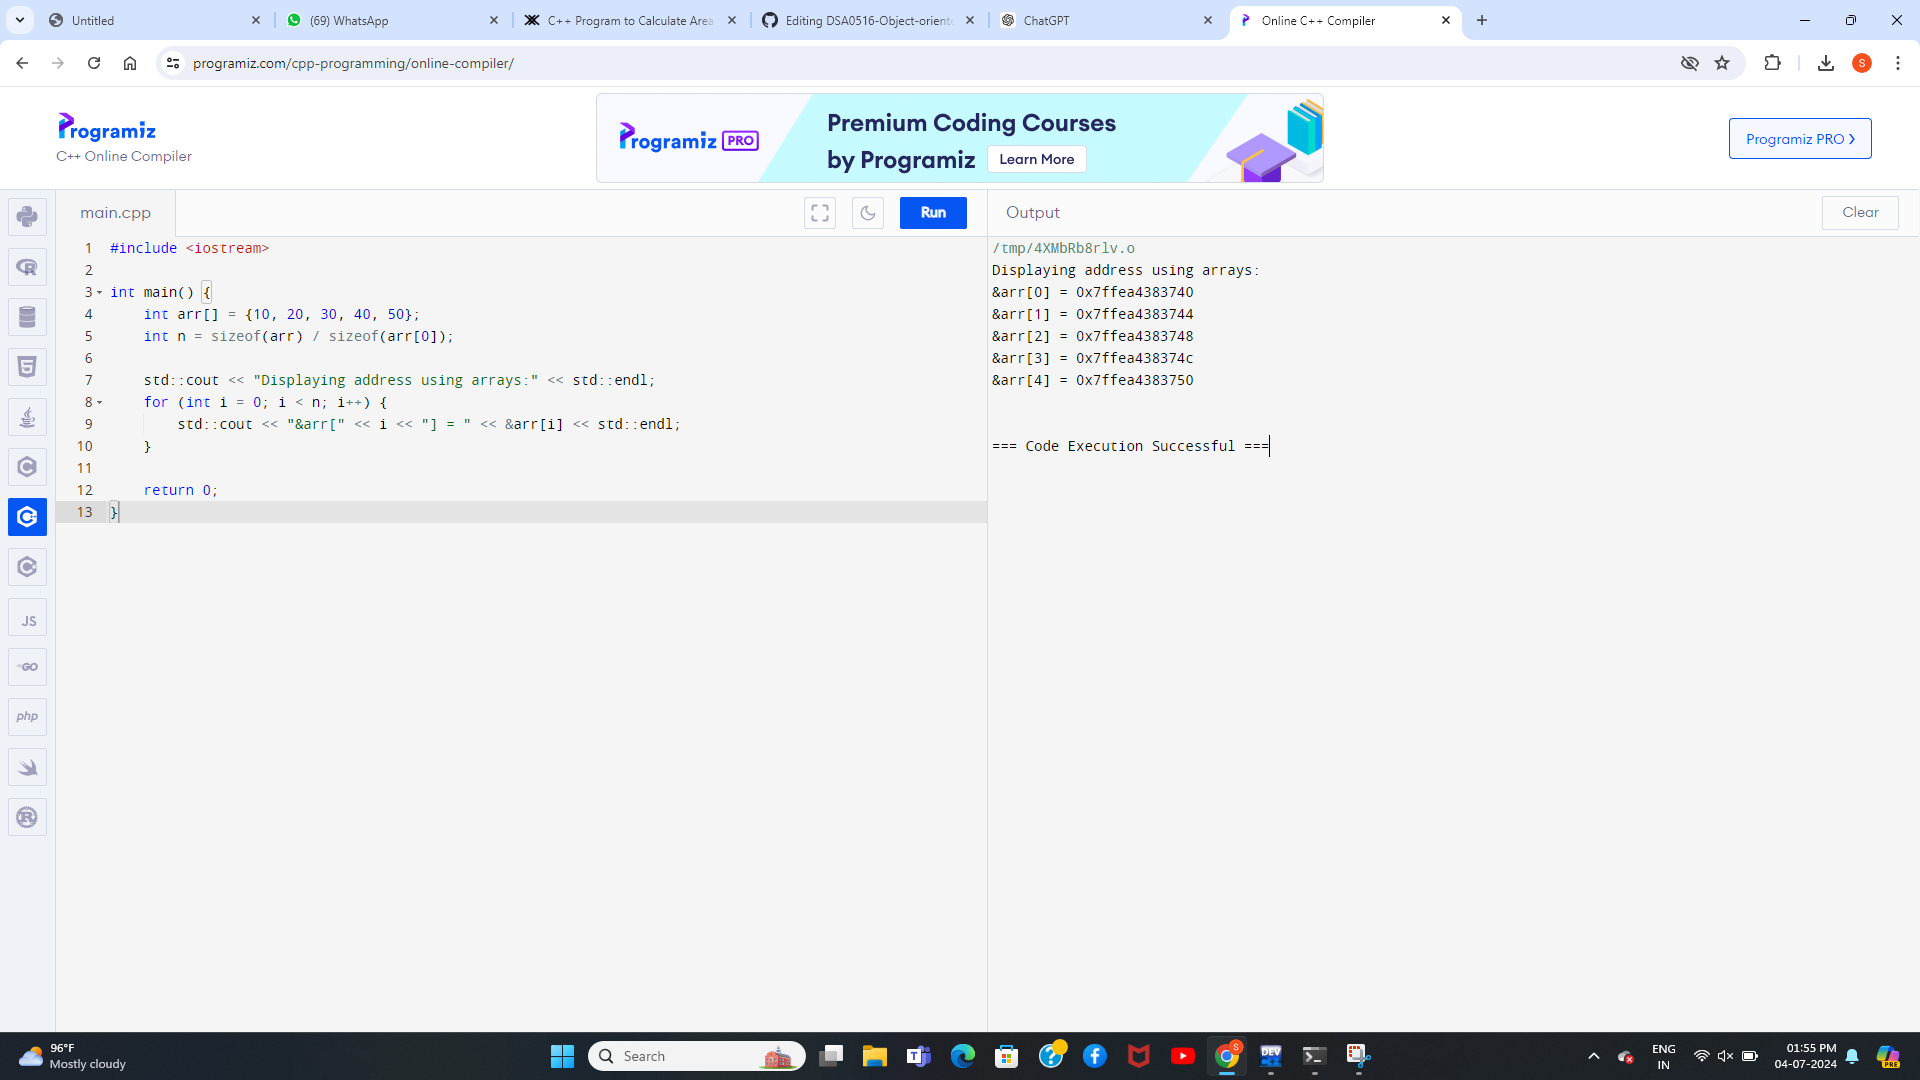 Untitled
(69) WhatsApp
C++ Program to Calculate Area
Editing DSA0516-Object-oriente
ChatGPT
Online C++ Compiler
programiz.com/cpp-programming/online-compiler/
S
Programiz
C++ Online Compiler
Programiz PRO
Premium Coding Courses
by Programiz
Learn More
Programiz PRO
main.cpp
Run
Output
Clear
1 #include <iostream>
2
3 int main() {
4 int arr[] = {10, 20, 30, 40, 50};
5 int n = sizeof(arr) / sizeof(arr[0]);
6
7 std::cout << "Displaying address using arrays:" << std::endl;
8 for (int i = 0; i < n; i++) {
9 std::cout << "&arr[" << i << "] = " << &arr[i] << std::endl;
10 }
11
12 return 0;
13 }
/tmp/4XMbRb8rlv.o
Displaying address using arrays:
&arr[0] = 0x7ffea4383740
&arr[1] = 0x7ffea4383744
&arr[2] = 0x7ffea4383748
&arr[3] = 0x7ffea438374c
&arr[4] = 0x7ffea4383750
=== Code Execution Successful ===
JS
GO
php
96°F
Mostly cloudy
Search
S
DEV
ENG
IN
01:55 PM
04-07-2024
PRE